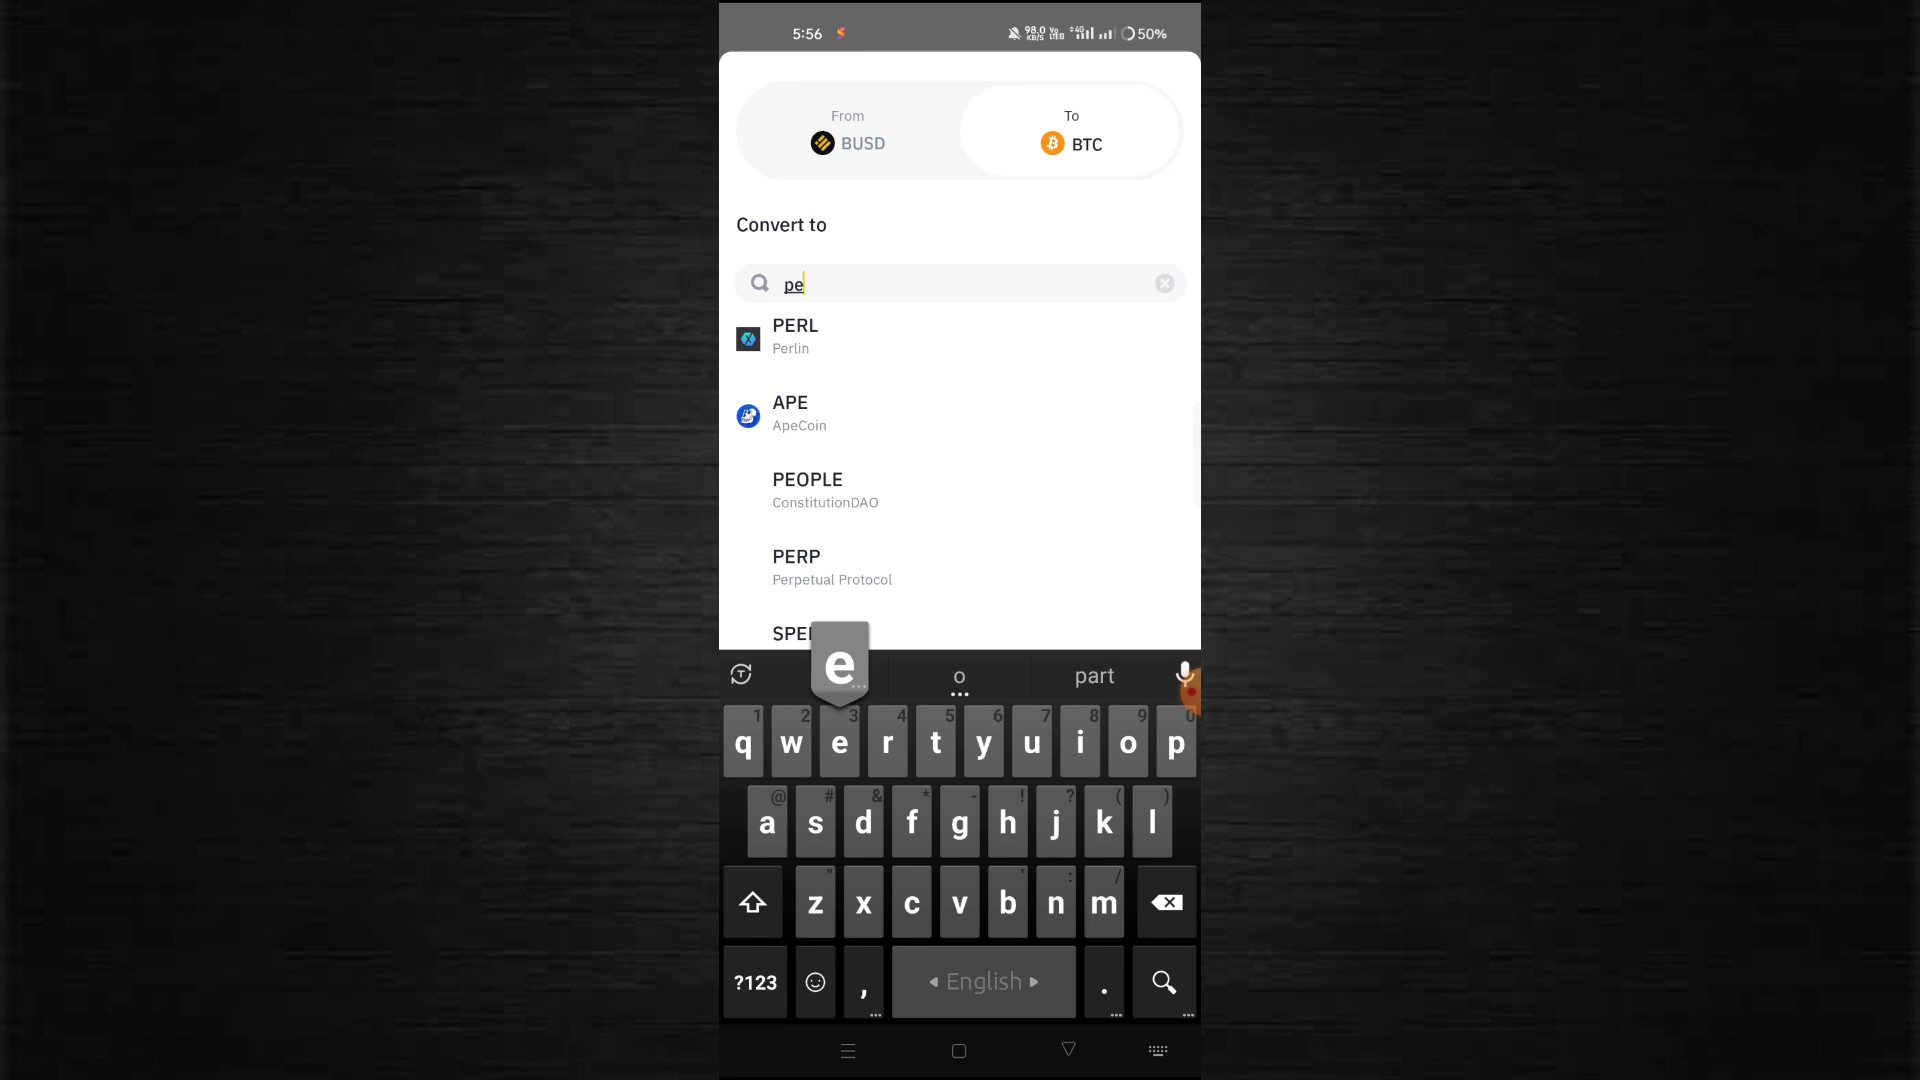 5:56 98.0 KB/S 4G 50%
From To
BUSD BTC
Convert to
pe
PERL
Perlin
APE
ApeCoin
PEOPLE
ConstitutionDAO
PERP
Perpetual Protocol
SPE
e
o part
1 2 3 4 5 6 7 8 9 0
q w e r t y u i o p
@ # & * - ! ? ( )
a s d f g h j k l
" ' : /
z x c v b n m
?123 , English .